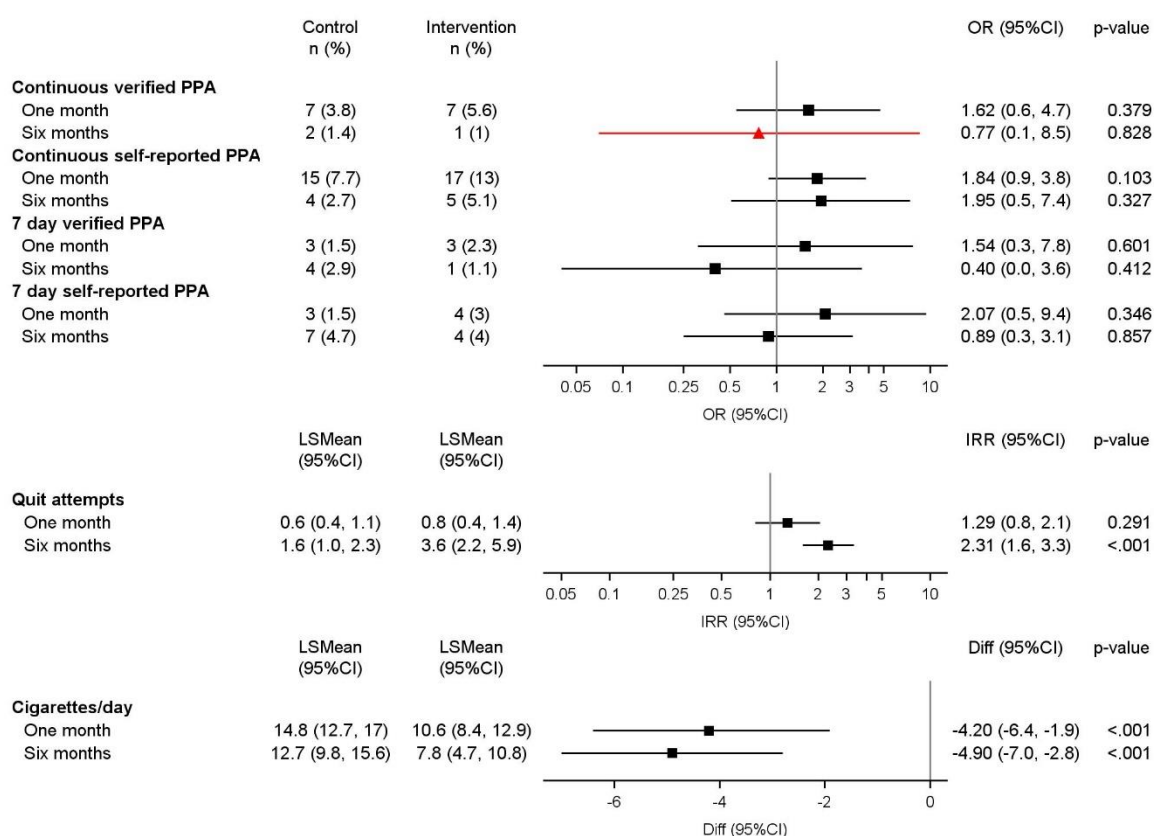 Control Intervention OR (95%CI) p-value
n (%) n (%)
Continuous verified PPA
One month 7 (3.8) 7 (5.6) 1.62 (0.6, 4.7) 0.379
Six months 2 (1.4) 1 (1) 0.77 (0.1, 8.5) 0.828
Continuous self-reported PPA
One month 15 (7.7) 17 (13) 1.84 (0.9, 3.8) 0.103
Six months 4 (2.7) 5 (5.1) 1.95 (0.5, 7.4) 0.327
7 day verified PPA
One month 3 (1.5) 3 (2.3) 1.54 (0.3, 7.8) 0.601
Six months 4 (2.9) 1 (1.1) 0.40 (0.0, 3.6) 0.412
7 day self-reported PPA
One month 3 (1.5) 4 (3) 2.07 (0.5, 9.4) 0.346
Six months 7 (4.7) 4 (4) 0.89 (0.3, 3.1) 0.857
0.05 0.1 0.25 0.5 1 2 3 5 10
OR (95%CI)
LSMean LSMean IRR (95%CI) p-value
(95%CI) (95%CI)
Quit attempts
One month 0.6 (0.4, 1.1) 0.8 (0.4, 1.4) 1.29 (0.8, 2.1) 0.291
Six months 1.6 (1.0, 2.3) 3.6 (2.2, 5.9) 2.31 (1.6, 3.3) <.001
0.05 0.1 0.25 0.5 1 2 3 5 10
IRR (95%CI)
LSMean LSMean Diff (95%CI) p-value
(95%CI) (95%CI)
Cigarettes/day
One month 14.8 (12.7, 17) 10.6 (8.4, 12.9) -4.20 (-6.4, -1.9) <.001
Six months 12.7 (9.8, 15.6) 7.8 (4.7, 10.8) -4.90 (-7.0, -2.8) <.001
-6 -4 -2 0
Diff (95%CI)